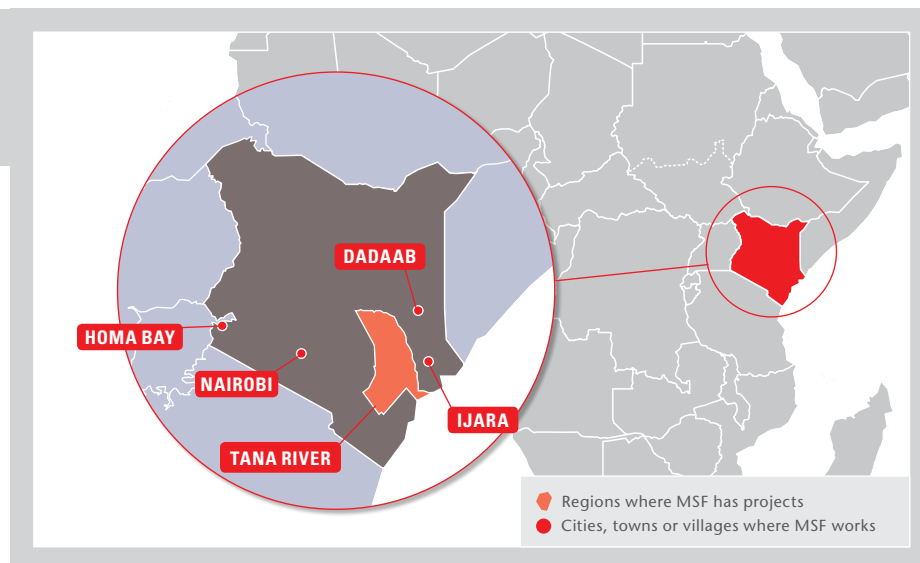 DADAAB
HOMA BAY
NAIROBI
IJARA
TANA RIVER
Regions where MSF has projects
Cities, towns or villages where MSF works